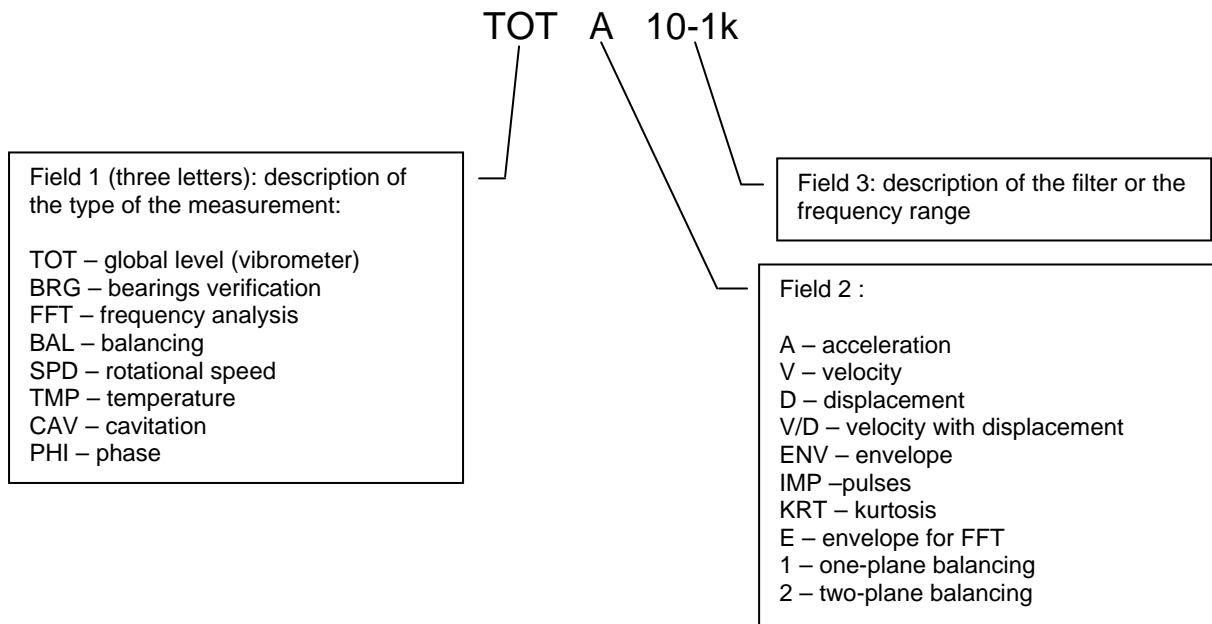 TOT A 10-1k
Field 1 (three letters): description of
the type of the measurement:
TOT – global level (vibrometer)
BRG – bearings verification
FFT – frequency analysis
BAL – balancing
SPD – rotational speed
TMP – temperature
CAV – cavitation
PHI – phase
Field 3: description of the filter or the
frequency range
Field 2 :
A – acceleration
V – velocity
D – displacement
V/D – velocity with displacement
ENV – envelope
IMP –pulses
KRT – kurtosis
E – envelope for FFT
1 – one-plane balancing
2 – two-plane balancing